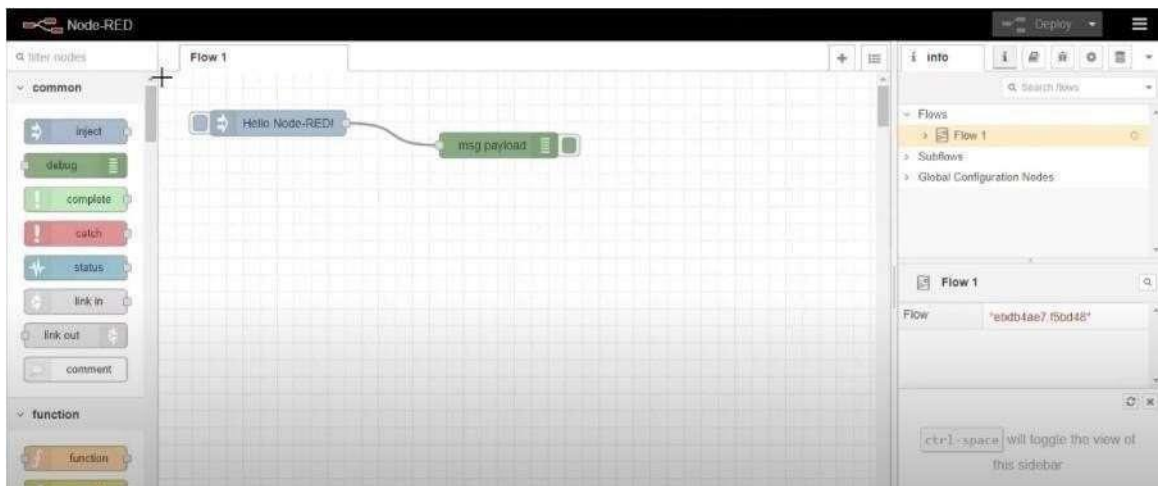 Node-RED
Deploy
filter nodes
Flow 1
info
Search flows
common
inject
debug
complete
catch
status
link in
link out
comment
function
function
Hello Node-RED!
msg.payload
Flows
Flow 1
Subflows
Global Configuration Nodes
Flow 1
Flow
ctrl-space will toggle the view of
this sidebar